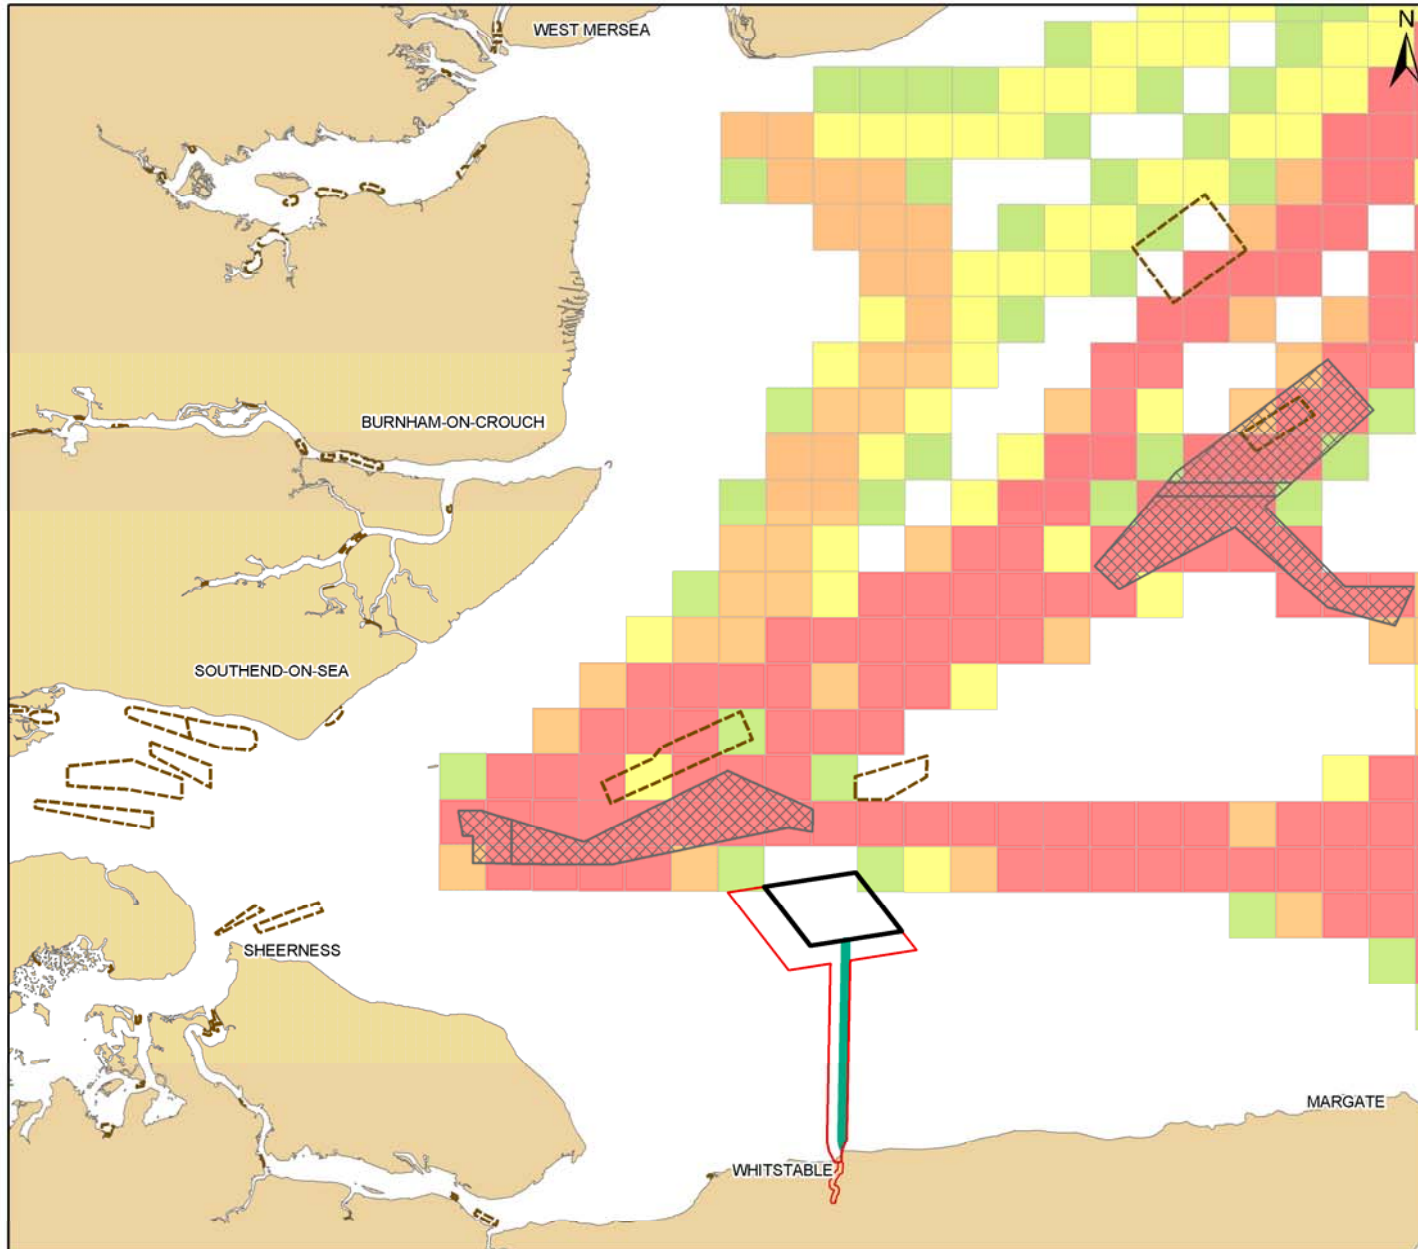 N
WEST MERSEA
BURNHAM-ON-CROUCH
SOUTHEND-ON-SEA
SHEERNESS
MARGATE
WHITSTABLE